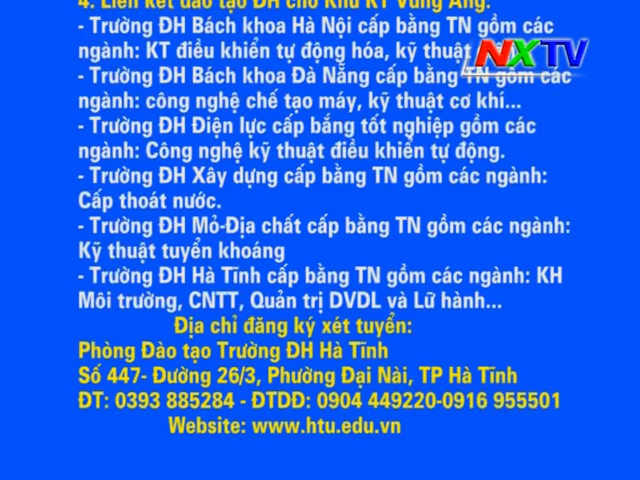 4. Liên kết đào tạo ĐH cho Khu KT Vũng Áng:
- Trường ĐH Bách khoa Hà Nội cấp bằng TN gồm các
ngành: KT điều khiển tự động hóa, kỹ thuật
NXTV
- Trường ĐH Bách khoa Đà Nẵng cấp bằng TN gồm các
ngành: công nghệ chế tạo máy, kỹ thuật cơ khí...
- Trường ĐH Điện lực cấp bắng tốt nghiệp gồm các
ngành: Công nghệ kỹ thuật điều khiển tự động.
- Trường ĐH Xây dựng cấp bằng TN gồm các ngành:
Cấp thoát nước.
- Trường ĐH Mỏ-Địa chất cấp bằng TN gồm các ngành:
Kỹ thuật tuyển khoáng
- Trường ĐH Hà Tĩnh cấp bằng TN gồm các ngành: KH
Môi trường, CNTT, Quản trị DVDL và Lữ hành...
Địa chỉ đăng ký xét tuyển:
Phòng Đào tạo Trường ĐH Hà Tĩnh
Số 447- Đường 26/3, Phường Đại Nài, TP Hà Tĩnh
ĐT: 0393 885284 - ĐTDĐ: 0904 449220-0916 955501
Website: www.htu.edu.vn